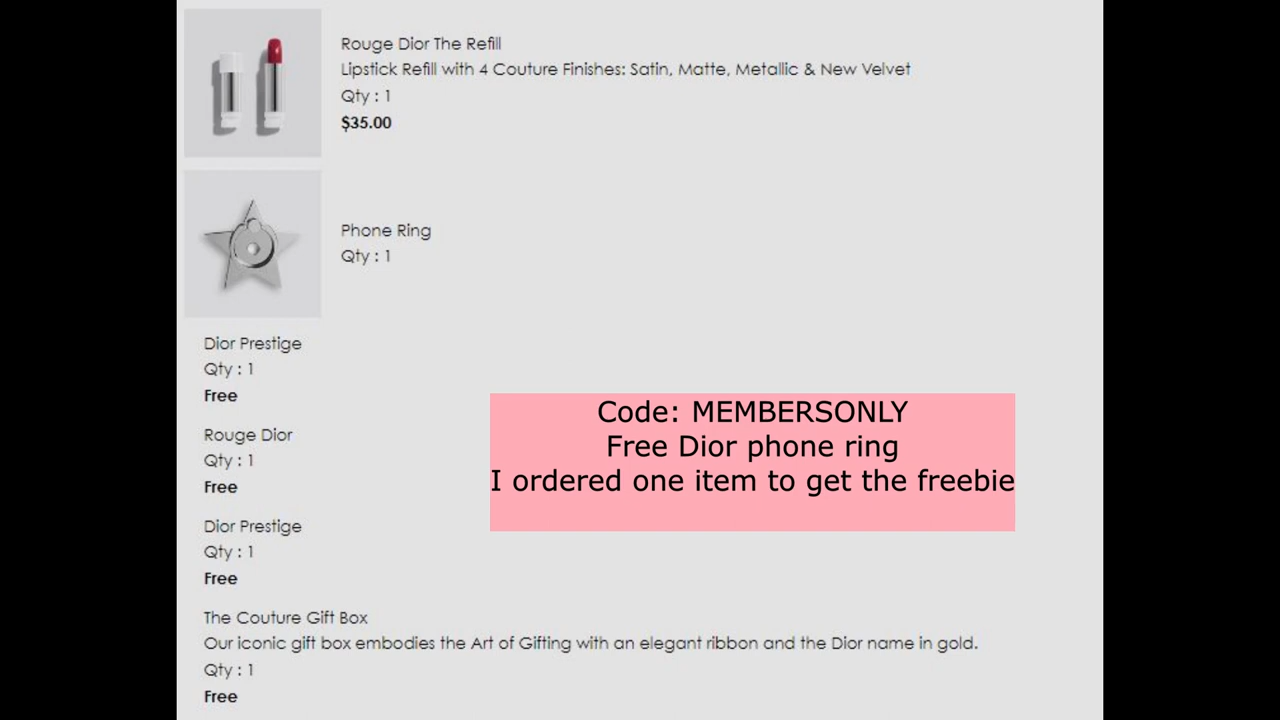 Rouge Dior The Refill
Lipstick Refill with 4 Couture Finishes: Satin, Matte, Metallic & New Velvet
Qty : 1
$35.00
Phone Ring
Qty : 1
Dior Prestige
Qty : 1
Free
Rouge Dior
Qty : 1
Free
Dior Prestige
Qty : 1
Free
The Couture Gift Box
Our iconic gift box embodies the Art of Gifting with an elegant ribbon and the Dior name in gold.
Qty : 1
Free
Code: MEMBERSONLY
Free Dior phone ring
I ordered one item to get the freebie